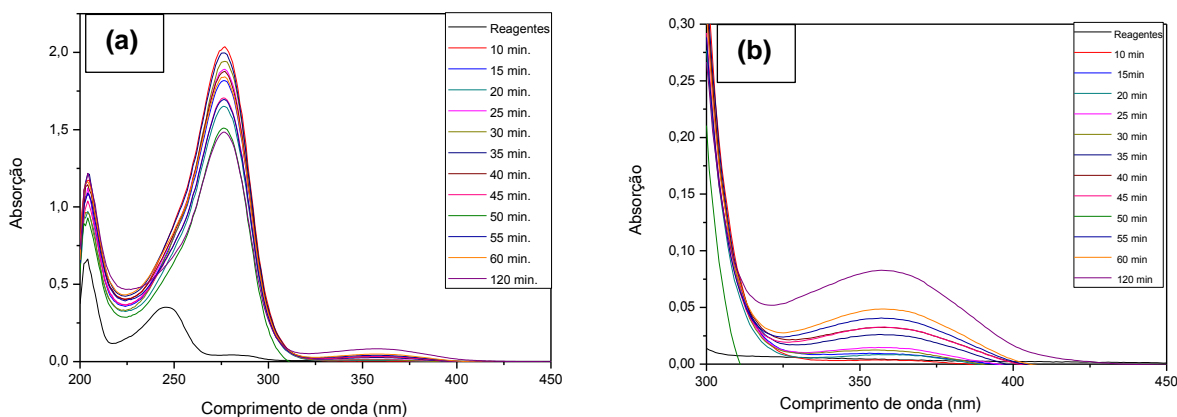 (a)
Absorção
2,0
1,5
1,0
0,5
0,0
200
250
300
350
400
450
Comprimento de onda (nm)
Reagentes
10 min.
15 min.
20 min.
25 min.
30 min.
35 min.
40 min.
45 min.
50 min.
55 min.
60 min.
120 min.
(b)
Absorção
0,30
0,25
0,20
0,15
0,10
0,05
0,00
300
350
400
450
Comprimento de onda (nm)
Reagentes
10 min
15min
20 min
25 min
30 min
35 min
40 min
45 min
50 min
55 min
60 min
120 min